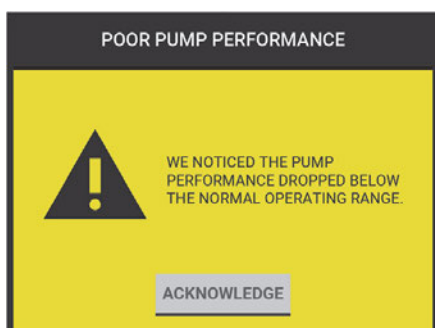 POOR PUMP PERFORMANCE
WE NOTICED THE PUMP
PERFORMANCE DROPPED BELOW
THE NORMAL OPERATING RANGE.
ACKNOWLEDGE